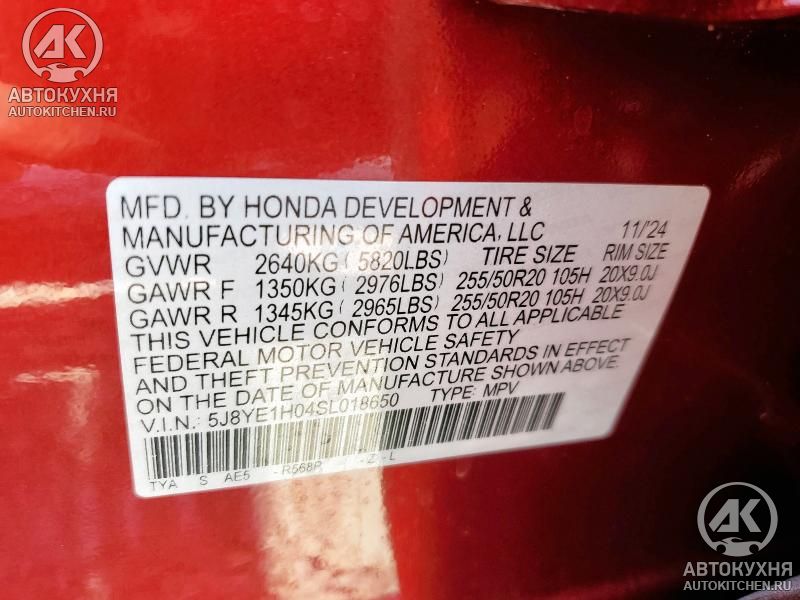 AK
АВТОКУХНЯ
AUTOKITCHEN.RU
MFD. BY HONDA DEVELOPMENT &
MANUFACTURING OF AMERICA, LLC 11/'24
GVWR 2640KG ( 5820LBS) TIRE SIZE RIM SIZE
GAWR F 1350KG ( 2976LBS) 255/50R20 105H 20X9.0J
GAWR R 1345KG ( 2965LBS) 255/50R20 105H 20X9.0J
THIS VEHICLE CONFORMS TO ALL APPLICABLE
FEDERAL MOTOR VEHICLE SAFETY
AND THEFT PREVENTION STANDARDS IN EFFECT
ON THE DATE OF MANUFACTURE SHOWN ABOVE.
V.I.N.: 5J8YE1H04SL018650 TYPE: MPV
TYA S AE5 -R568P -Z -L
AK
АВТОКУХНЯ
AUTOKITCHEN.RU